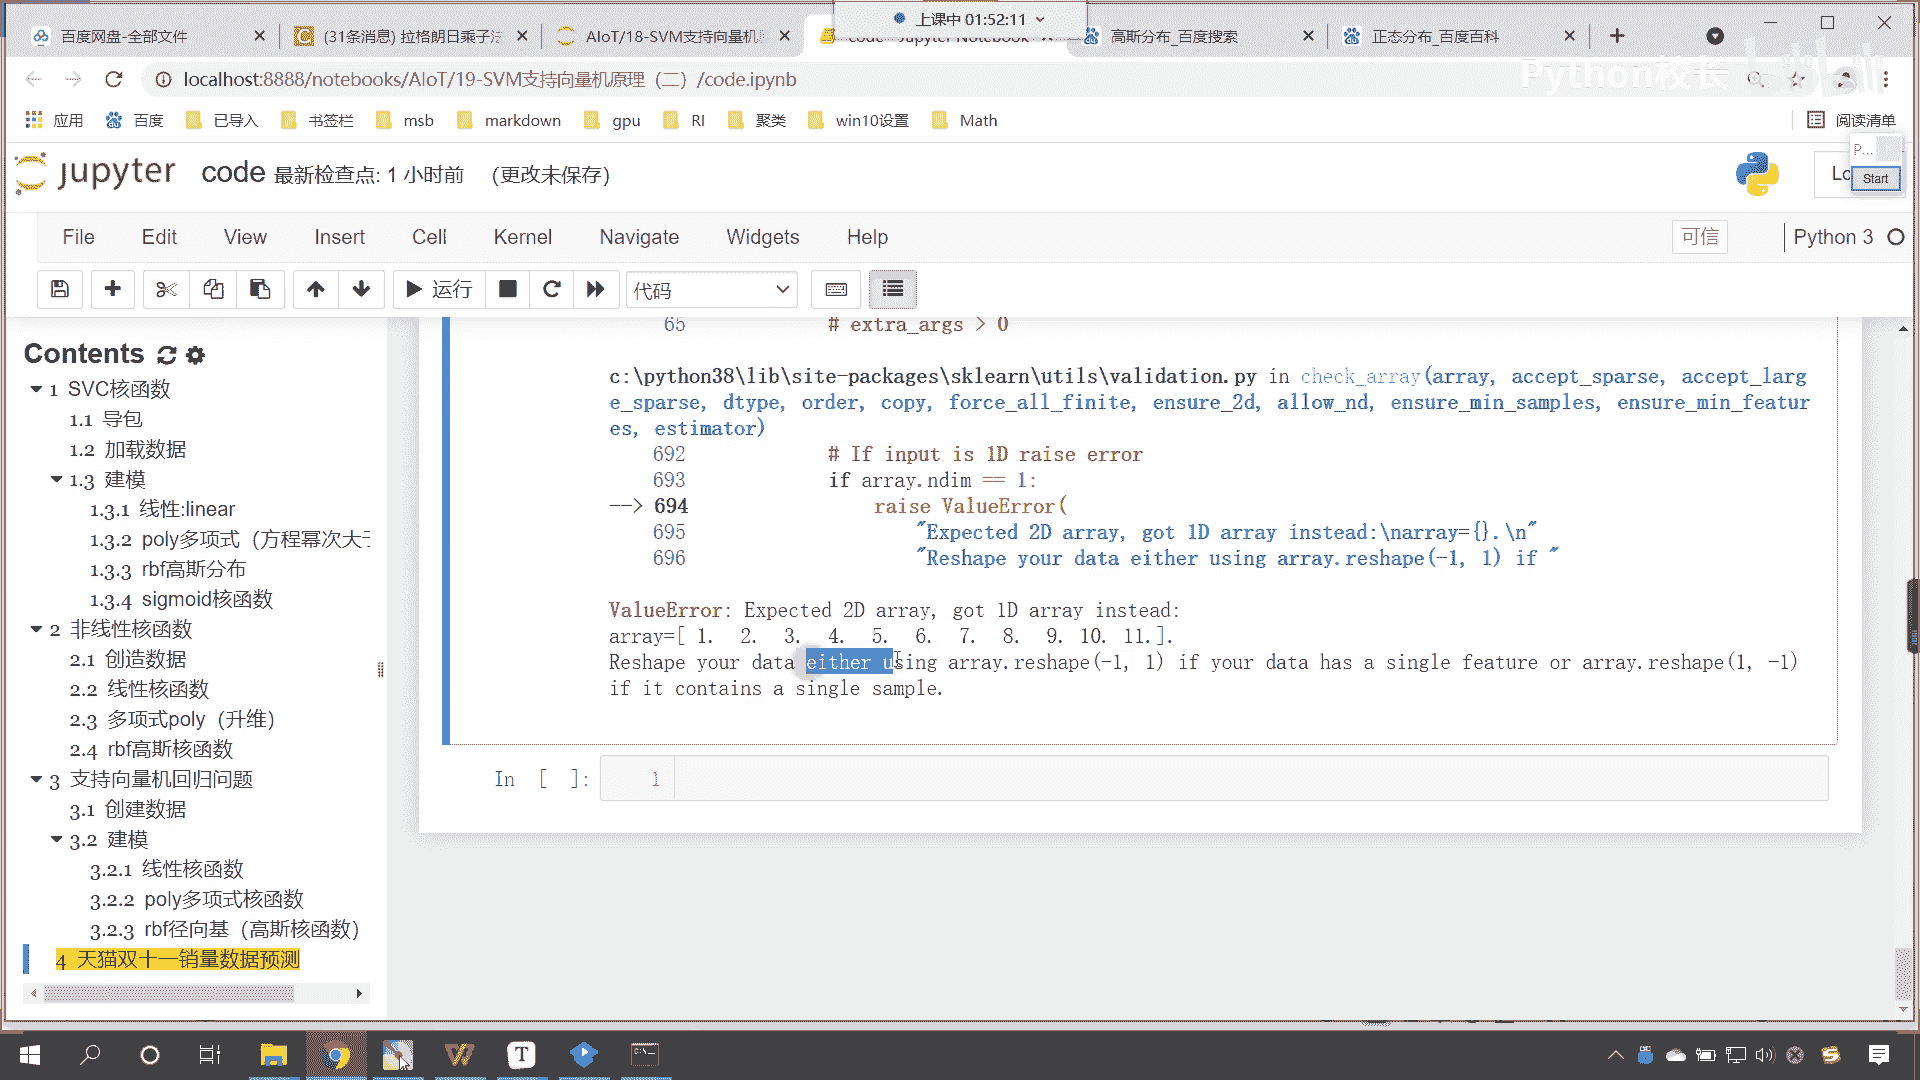 上课中 01:52:11
百度网盘-全部文件
(31条消息) 拉格朗日乘子法
AIoT/18-SVM支持向量机
code - Jupyter Notebook
高斯分布_百度搜索
正态分布_百度百科
localhost:8888/notebooks/AIoT/19-SVM支持向量机原理（二）/code.ipynb
Python校长
应用 百度 已导入 书签栏 msb markdown gpu RI 聚类 win10设置 Math 阅读清单
P...
Start
jupyter code 最新检查点: 1 小时前 (更改未保存)
File Edit View Insert Cell Kernel Navigate Widgets Help 可信 Python 3
运行 代码
Contents
1 SVC核函数
1.1 导包
1.2 加载数据
1.3 建模
1.3.1 线性:linear
1.3.2 poly多项式（方程幂次大于
1.3.3 rbf高斯分布
1.3.4 sigmoid核函数
2 非线性核函数
2.1 创造数据
2.2 线性核函数
2.3 多项式poly（升维）
2.4 rbf高斯核函数
3 支持向量机回归问题
3.1 创建数据
3.2 建模
3.2.1 线性核函数
3.2.2 poly多项式核函数
3.2.3 rbf径向基（高斯核函数）
4 天猫双十一销量数据预测
65 # extra_args > 0
c:\python38\lib\site-packages\sklearn\utils\validation.py in check_array(array, accept_sparse, accept_larg
e_sparse, dtype, order, copy, force_all_finite, ensure_2d, allow_nd, ensure_min_samples, ensure_min_featur
es, estimator)
692 # If input is 1D raise error
693 if array.ndim == 1:
--> 694 raise ValueError(
695 "Expected 2D array, got 1D array instead:\narray={}.\n"
696 "Reshape your data either using array.reshape(-1, 1) if "
ValueError: Expected 2D array, got 1D array instead:
array=[ 1. 2. 3. 4. 5. 6. 7. 8. 9. 10. 11.].
Reshape your data either using array.reshape(-1, 1) if your data has a single feature or array.reshape(1, -1)
if it contains a single sample.
In [ ]: 1